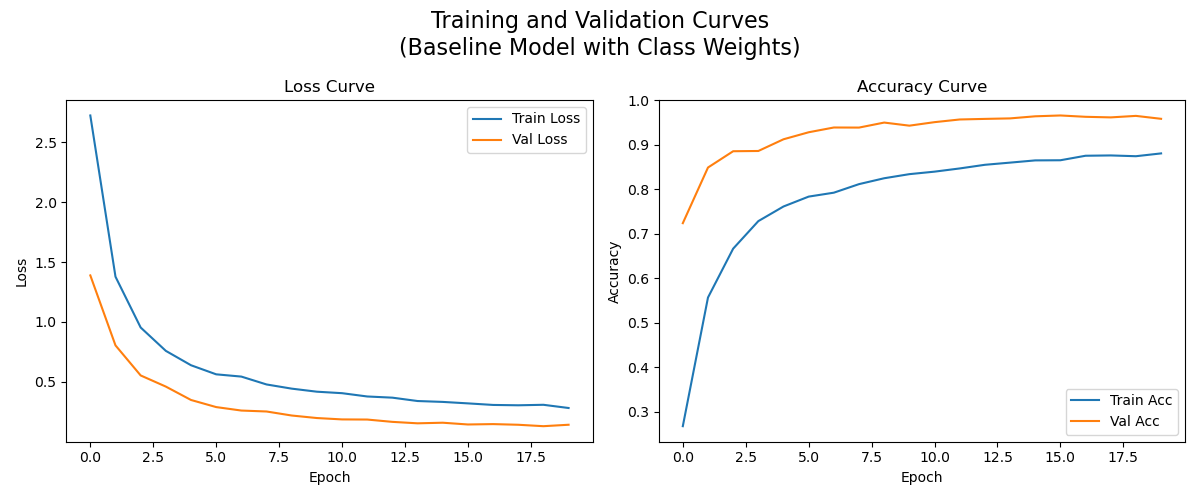 Training and Validation Curves
(Baseline Model with Class Weights)
Loss Curve
Train Loss
Val Loss
2.5
2.0
1.5
1.0
0.5
Loss
0.0 2.5 5.0 7.5 10.0 12.5 15.0 17.5
Epoch
Accuracy Curve
1.0
0.9
0.8
0.7
0.6
0.5
0.4
0.3
Accuracy
Train Acc
Val Acc
0.0 2.5 5.0 7.5 10.0 12.5 15.0 17.5
Epoch